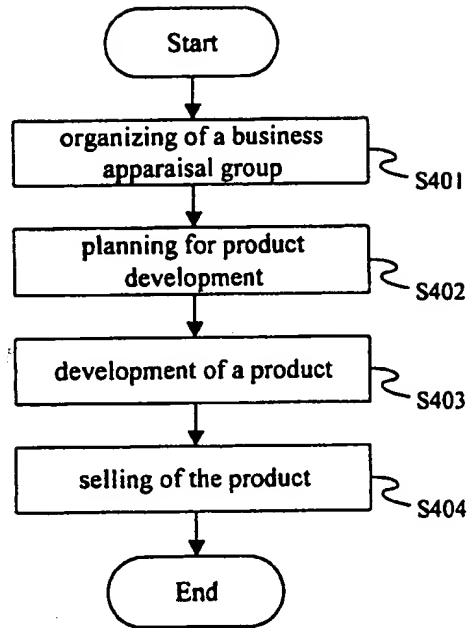 Start
organizing of a business
apparaisal group
S401
planning for product
development
S402
development of a product
S403
selling of the product
S404
End